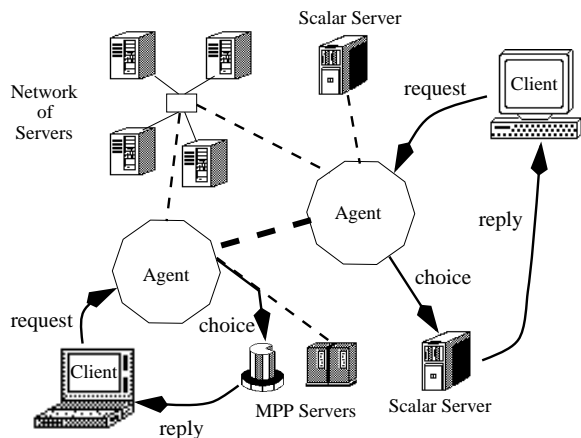 Scalar Server
Network
of
Servers
request
Client
Agent
reply
Agent
choice
request
choice
Client
MPP Servers
Scalar Server
reply